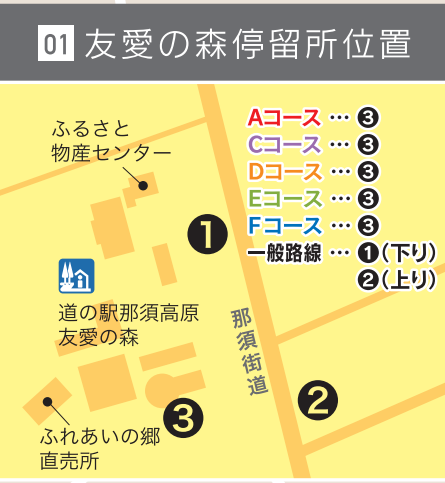 01 友愛の森停留所位置
Aコース … ❸
Cコース … ❸
Dコース … ❸
Eコース … ❸
Fコース … ❸
一般路線 … ❶（下り）
❷（上り）
ふるさと
物産センター
❶
道の駅那須高原
友愛の森
那須街道
❷
❸
ふれあいの郷
直売所